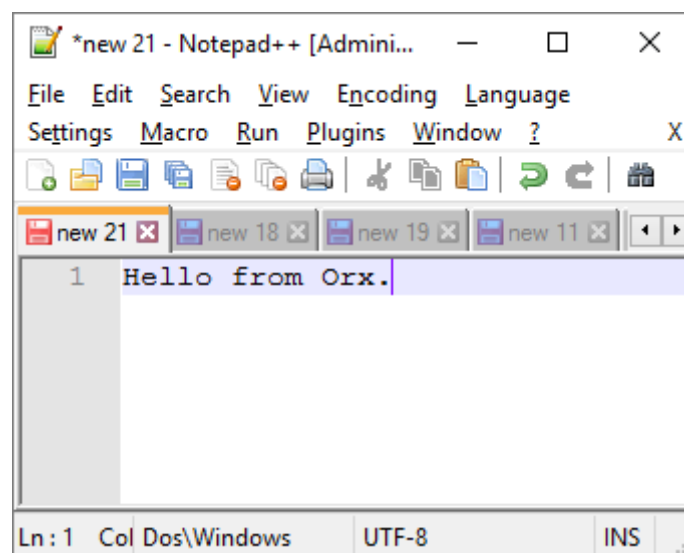 *new 21 - Notepad++ [Admini...
File Edit Search View Encoding Language
Settings Macro Run Plugins Window ? X
new 21 new 18 new 19 new 11
1 Hello from Orx.
Ln : 1 Col Dos\Windows UTF-8 INS